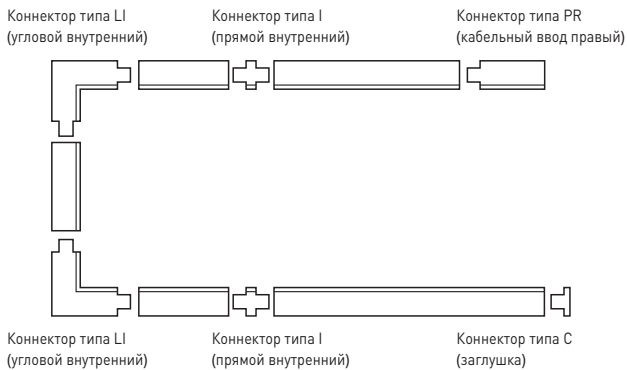 Коннектор типа LI
(угловой внутренний)
Коннектор типа I
(прямой внутренний)
Коннектор типа PR
(кабельный ввод правый)
Коннектор типа LI
(угловой внутренний)
Коннектор типа I
(прямой внутренний)
Коннектор типа C
(заглушка)